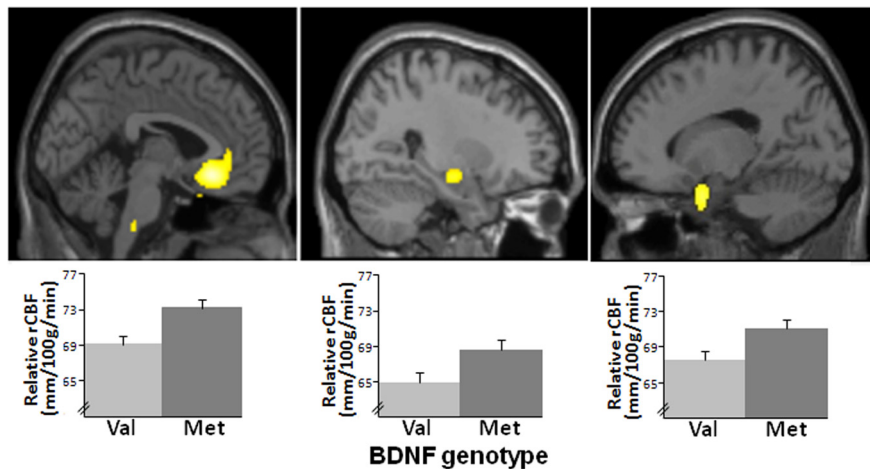 Relative rCBF
(mm/100g/min)
77
73
69
65
Val Met
Relative rCBF
(mm/100g/min)
77
73
69
65
Val Met
Relative rCBF
(mm/100g/min)
77
73
69
65
Val Met
BDNF genotype